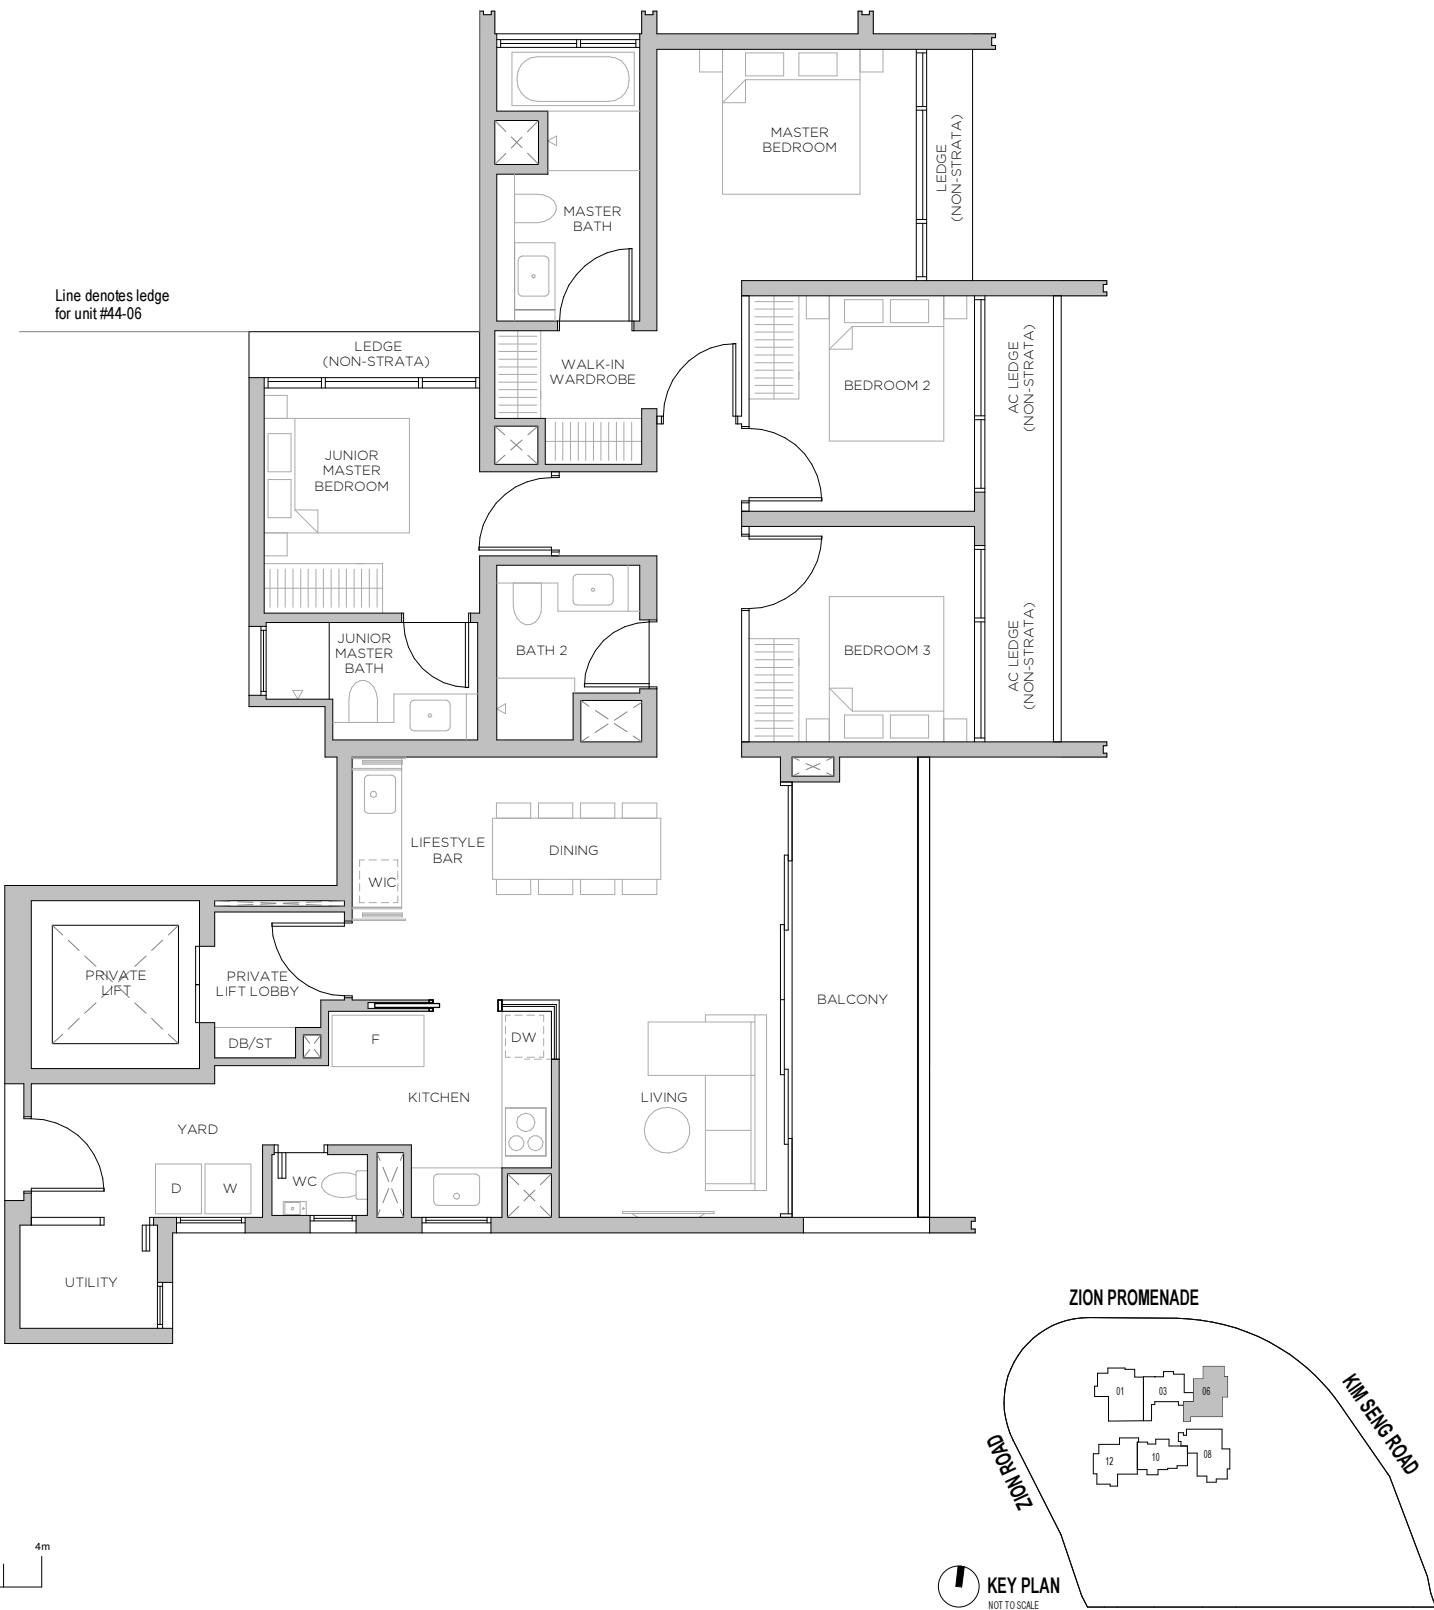 MASTER
BEDROOM
LEDGE
(NON-STRATA)
MASTER
BATH
Line denotes ledge
for unit #44-06
LEDGE
(NON-STRATA)
WALK-IN
WARDROBE
BEDROOM 2
AC LEDGE
(NON-STRATA)
JUNIOR
MASTER
BEDROOM
JUNIOR
MASTER
BATH
BATH 2
BEDROOM 3
AC LEDGE
(NON-STRATA)
LIFESTYLE
BAR
DINING
WIC
PRIVATE
LIFT
PRIVATE
LIFT LOBBY
BALCONY
DB/ST
F
DW
KITCHEN
LIVING
YARD
D
W
WC
UTILITY
ZION PROMENADE
KIM SENG ROAD
ZION ROAD
01
03
06
12
10
08
4m
KEY PLAN
NOT TO SCALE